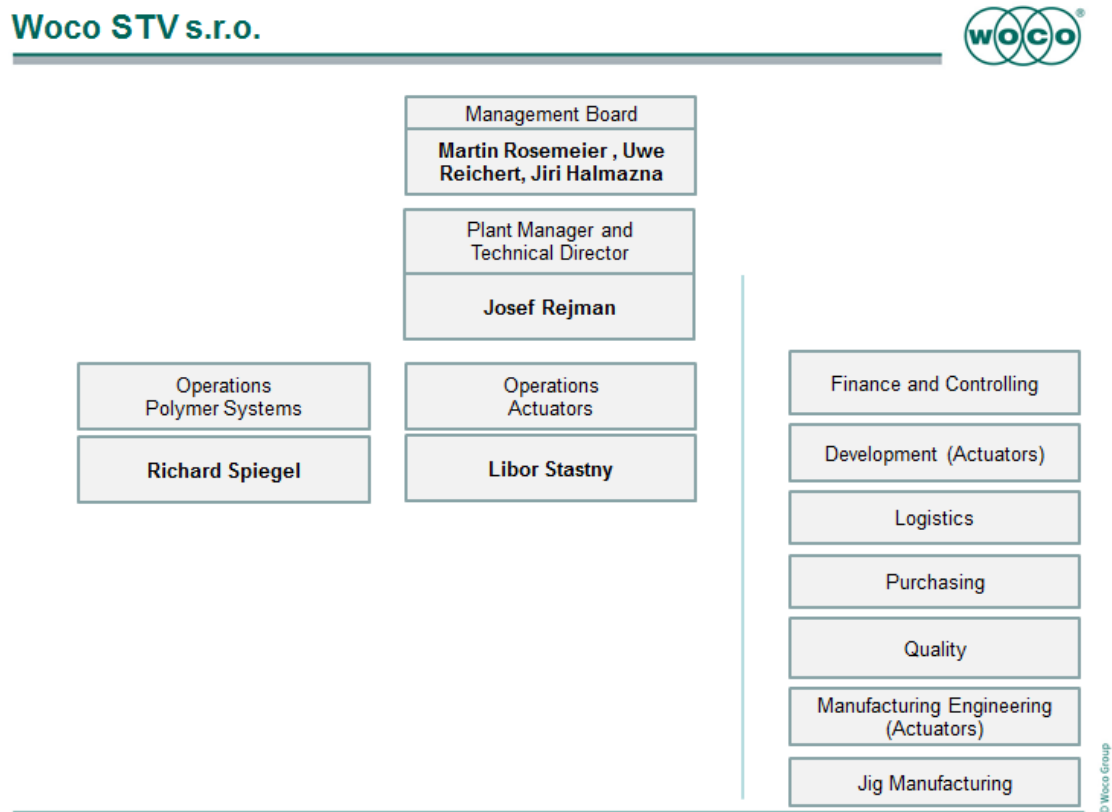 Woco STV s.r.o.
WOCO®
Management Board
Martin Rosemeier , Uwe
Reichert, Jiri Halmazna
Plant Manager and
Technical Director
Josef Rejman
Operations
Polymer Systems
Richard Spiegel
Operations
Actuators
Libor Stastny
Finance and Controlling
Development (Actuators)
Logistics
Purchasing
Quality
Manufacturing Engineering
(Actuators)
Jig Manufacturing
© Woco Group